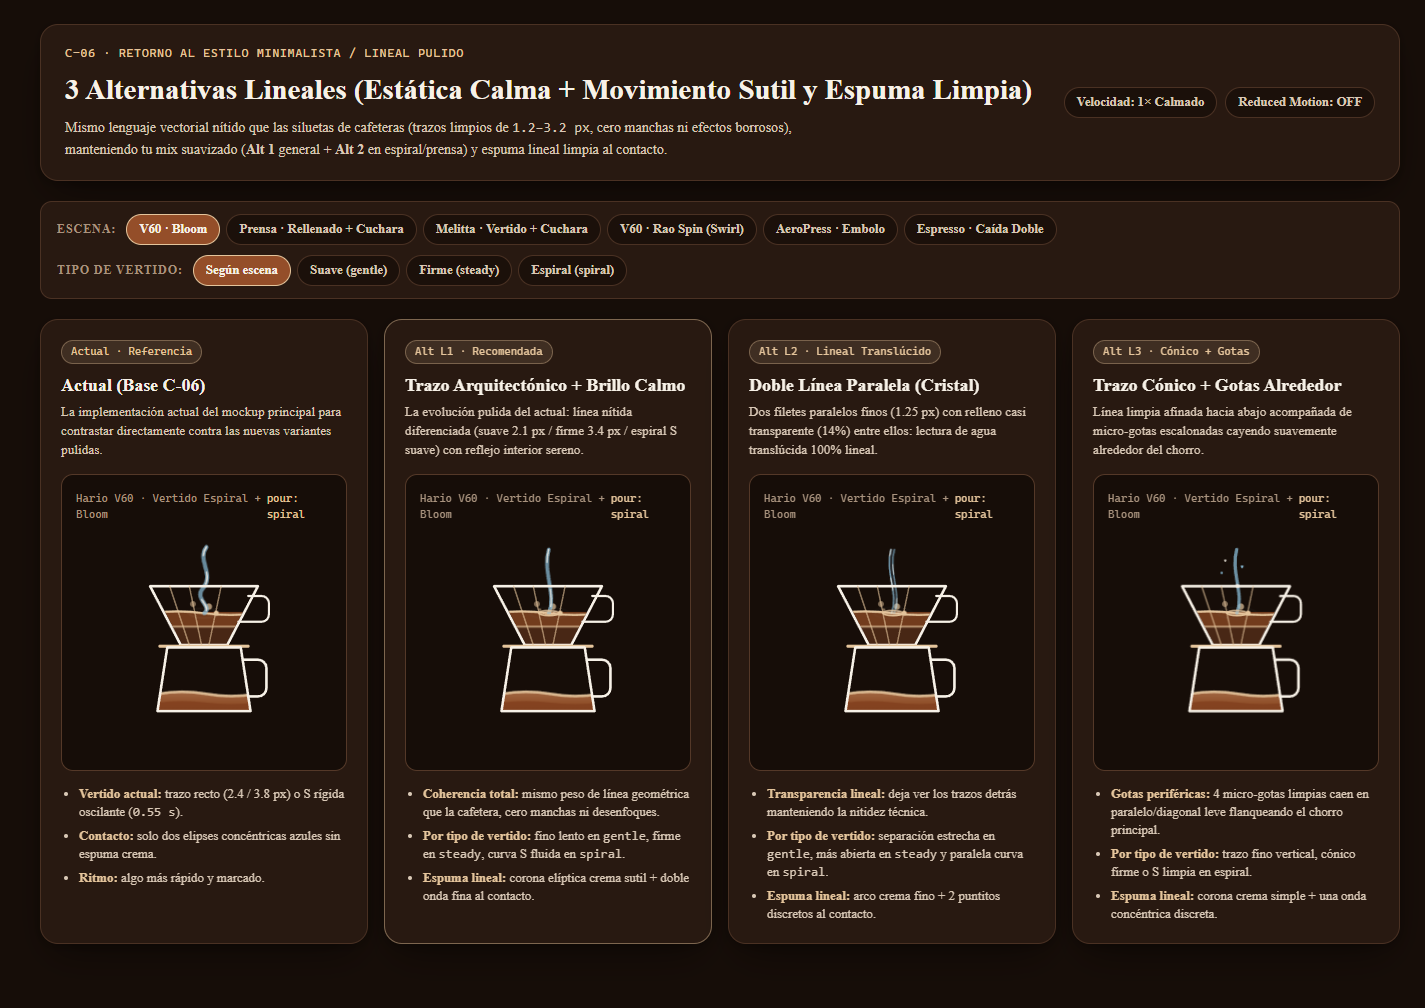 C-06 · RETORNO AL ESTILO MINIMALISTA / LINEAL PULIDO
3 Alternativas Lineales (Estática Calma + Movimiento Sutil y Espuma Limpia)
Mismo lenguaje vectorial nítido que las siluetas de cafeteras (trazos limpios de 1.2–3.2 px, cero manchas ni efectos borrosos),
manteniendo tu mix suavizado (Alt 1 general + Alt 2 en espiral/prensa) y espuma lineal limpia al contacto.
Velocidad: 1× Calmado
Reduced Motion: OFF
ESCENA:
V60 · Bloom
Prensa · Rellenado + Cuchara
Melitta · Vertido + Cuchara
V60 · Rao Spin (Swirl)
AeroPress · Embolo
Espresso · Caída Doble
TIPO DE VERTIDO:
Según escena
Suave (gentle)
Firme (steady)
Espiral (spiral)
Actual · Referencia
Actual (Base C-06)
La implementación actual del mockup principal para
contrastar directamente contra las nuevas variantes
pulidas.
Hario V60 · Vertido Espiral + pour:
Bloom spiral
Vertido actual: trazo recto (2.4 / 3.8 px) o S rígida
oscilante (0.55 s).
Contacto: solo dos elipses concéntricas azules sin
espuma crema.
Ritmo: algo más rápido y marcado.
Alt L1 · Recomendada
Trazo Arquitectónico + Brillo Calmo
La evolución pulida del actual: línea nítida
diferenciada (suave 2.1 px / firme 3.4 px / espiral S
suave) con reflejo interior sereno.
Hario V60 · Vertido Espiral + pour:
Bloom spiral
Coherencia total: mismo peso de línea geométrica
que la cafetera, cero manchas ni desenfoques.
Por tipo de vertido: fino lento en gentle, firme
en steady, curva S fluida en spiral.
Espuma lineal: corona elíptica crema sutil + doble
onda fina al contacto.
Alt L2 · Lineal Translúcido
Doble Línea Paralela (Cristal)
Dos filetes paralelos finos (1.25 px) con relleno casi
transparente (14%) entre ellos: lectura de agua
translúcida 100% lineal.
Hario V60 · Vertido Espiral + pour:
Bloom spiral
Transparencia lineal: deja ver los trazos detrás
manteniendo la nitidez técnica.
Por tipo de vertido: separación estrecha en
gentle, más abierta en steady y paralela curva
en spiral.
Espuma lineal: arco crema fino + 2 puntitos
discretos al contacto.
Alt L3 · Cónico + Gotas
Trazo Cónico + Gotas Alrededor
Línea limpia afinada hacia abajo acompañada de
micro-gotas escalonadas cayendo suavemente
alrededor del chorro.
Hario V60 · Vertido Espiral + pour:
Bloom spiral
Gotas periféricas: 4 micro-gotas limpias caen en
paralelo/diagonal leve flanqueando el chorro
principal.
Por tipo de vertido: trazo fino vertical, cónico
firme o S limpia en espiral.
Espuma lineal: corona crema simple + una onda
concéntrica discreta.